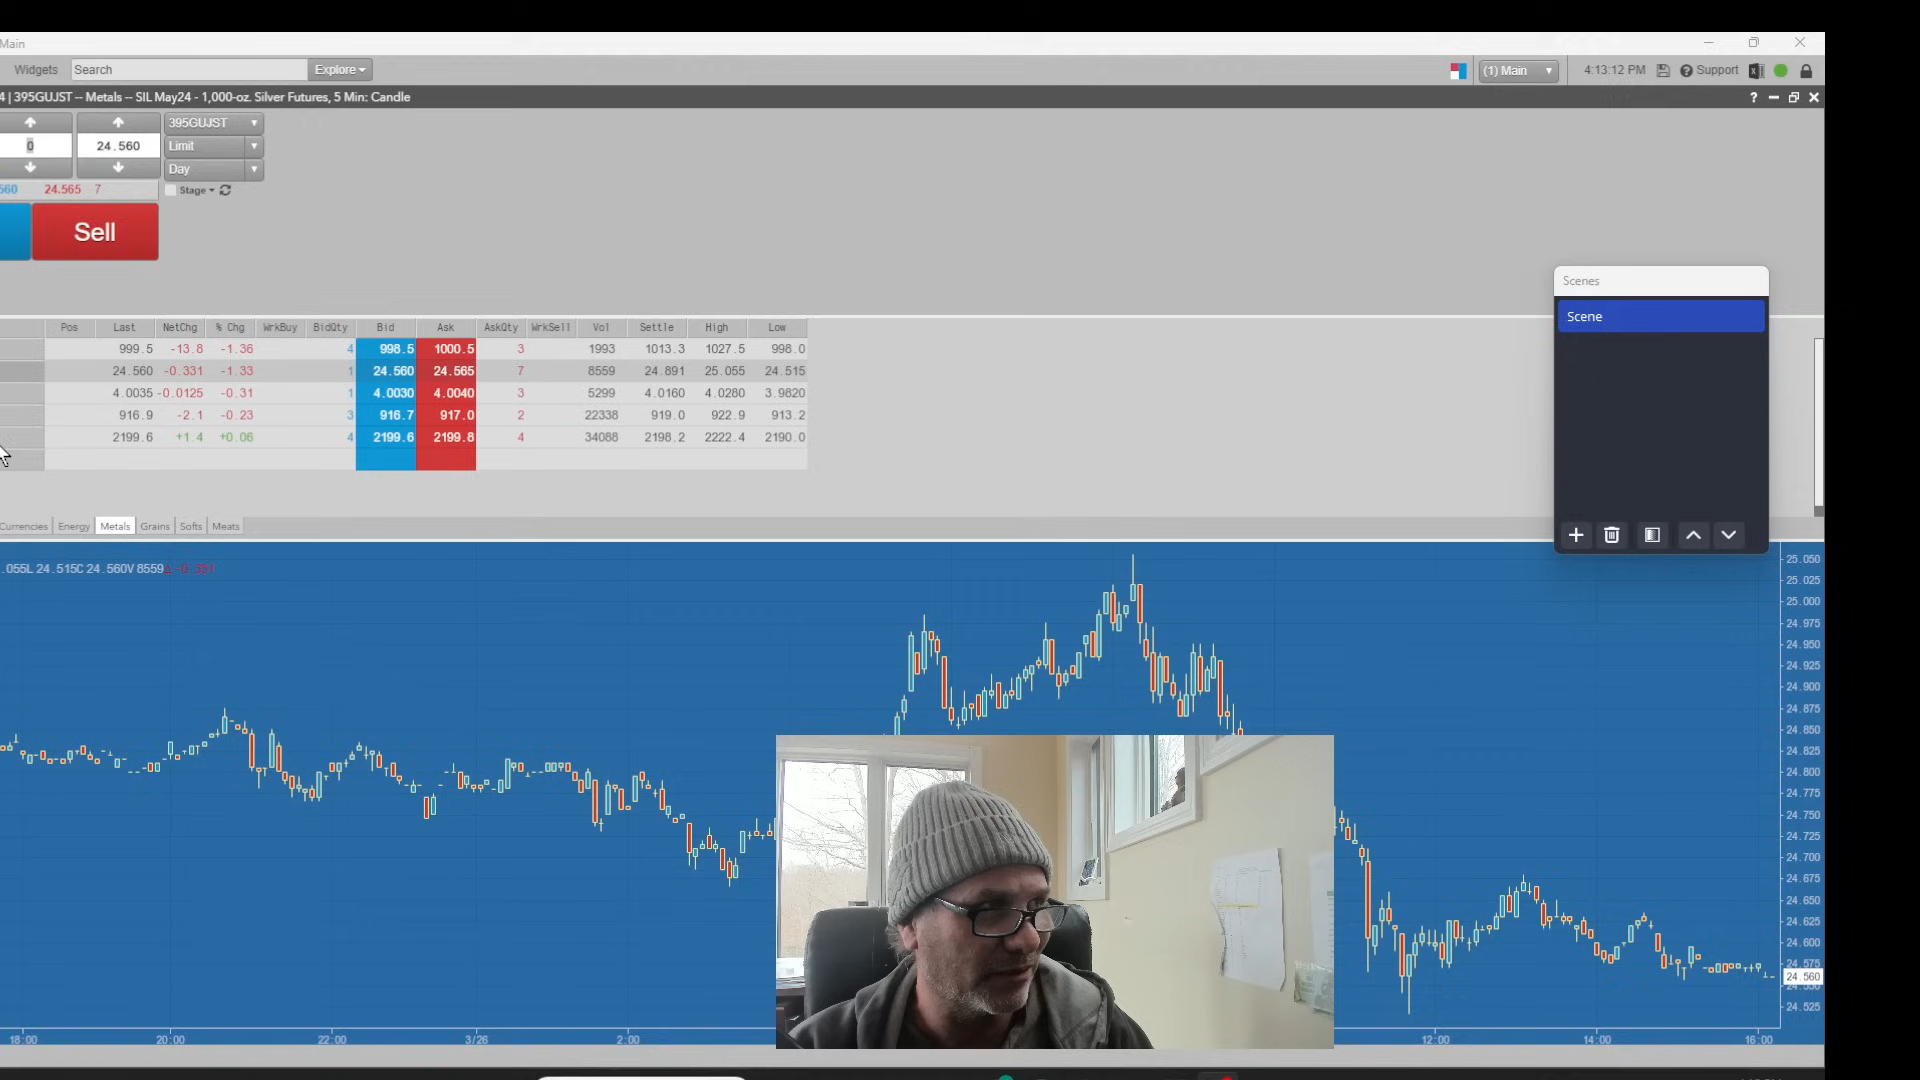 Main
Widgets Search Explore (1) Main 4:13:12 PM Support
4 | 395GUJST -- Metals -- SIL May24 - 1,000-oz. Silver Futures, 5 Min: Candle
395GUJST
0 24.560 Limit
Day
560 24.565 7 Stage
Sell
Scenes
Scene
Pos Last NetChg % Chg WrkBuy BidQty Bid Ask AskQty WrkSell Vol Settle High Low
999.5 -13.8 -1.36 4 998.5 1000.5 3 1993 1013.3 1027.5 998.0
24.560 -0.331 -1.33 1 24.560 24.565 7 8559 24.891 25.055 24.515
4.0035 -0.0125 -0.31 1 4.0030 4.0040 3 5299 4.0160 4.0280 3.9820
916.9 -2.1 -0.23 3 916.7 917.0 2 22338 919.0 922.9 913.2
2199.6 +1.4 +0.06 4 2199.6 2199.8 4 34088 2198.2 2222.4 2190.0
Currencies Energy Metals Grains Softs Meats
.055L 24.515C 24.560V 8559Δ -0.331
25.050
25.025
25.000
24.975
24.950
24.925
24.900
24.875
24.850
24.825
24.800
24.775
24.750
24.725
24.700
24.675
24.650
24.625
24.600
24.575
24.560
24.550
24.525
18:00 20:00 22:00 3/26 2:00 12:00 14:00 16:00